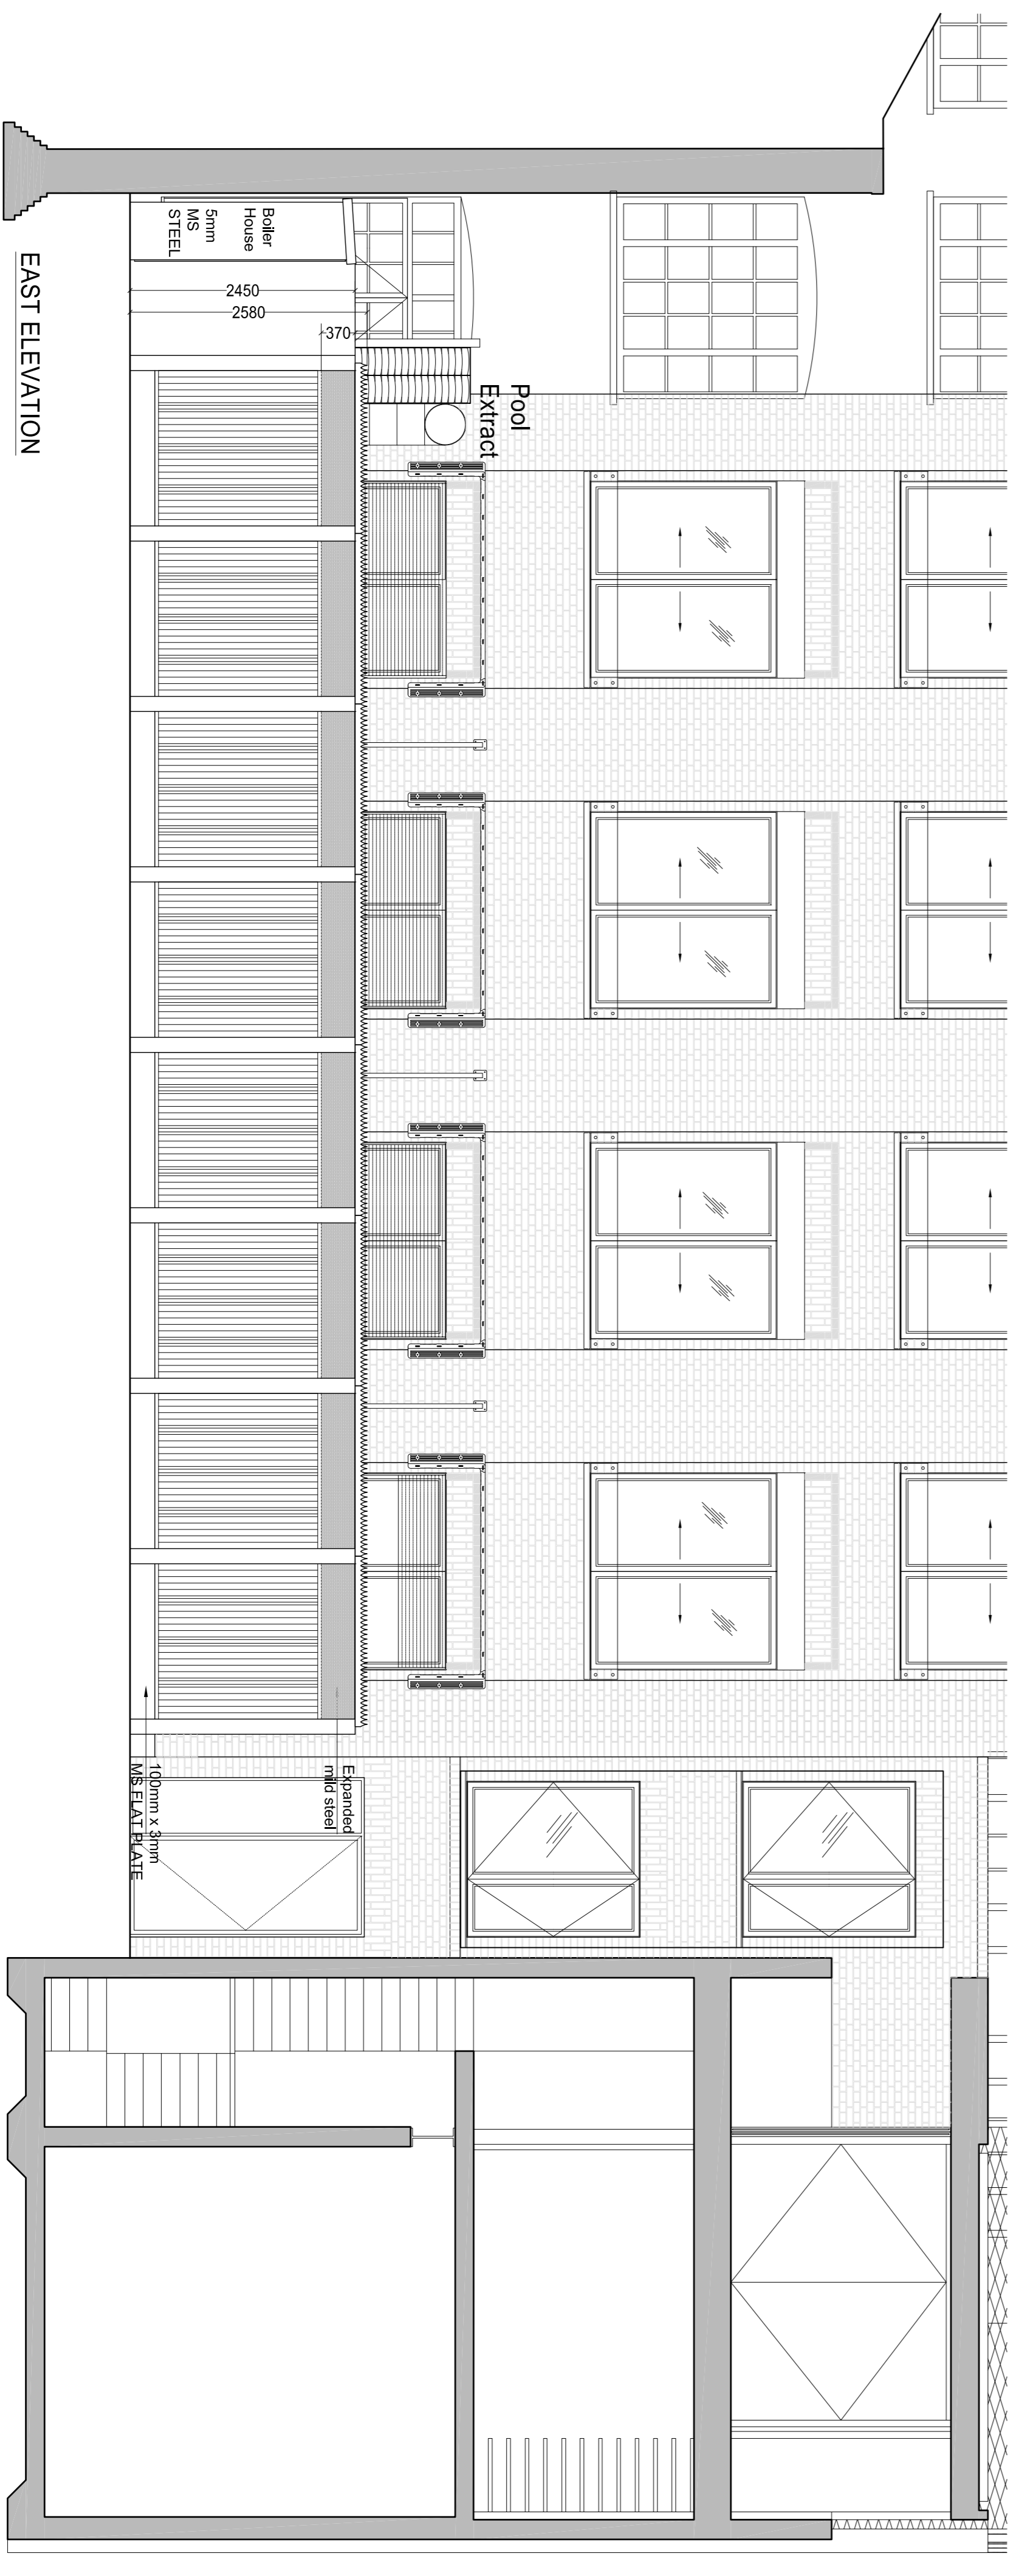 Pool
Extract
Boiler
House
5mm
MS
STEEL
2450
2580
370
Expanded
mild steel
100mm x 3mm
MS FLAT PLATE
EAST ELEVATION